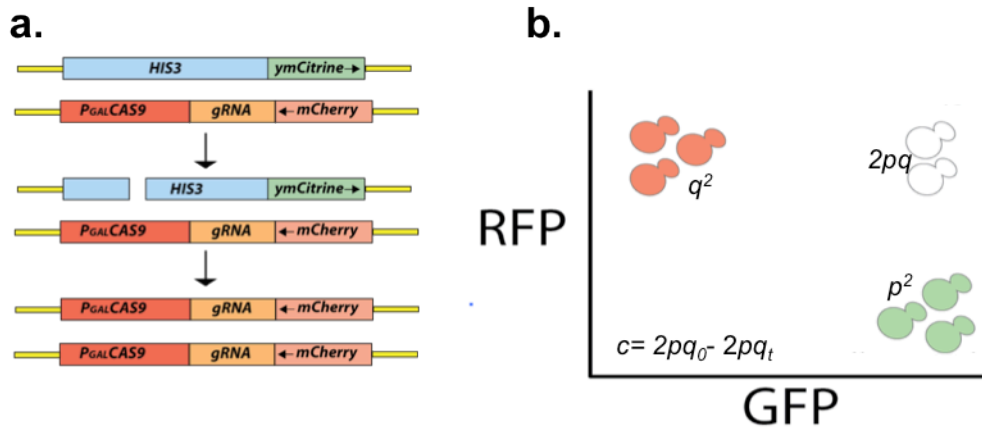 a.
HIS3 ymCitrine→
PGALCAS9 gRNA ←mCherry
HIS3 ymCitrine→
PGALCAS9 gRNA ←mCherry
PGALCAS9 gRNA ←mCherry
PGALCAS9 gRNA ←mCherry
b.
RFP
q²
2pq
p²
c= 2pq₀- 2pqₜ
GFP